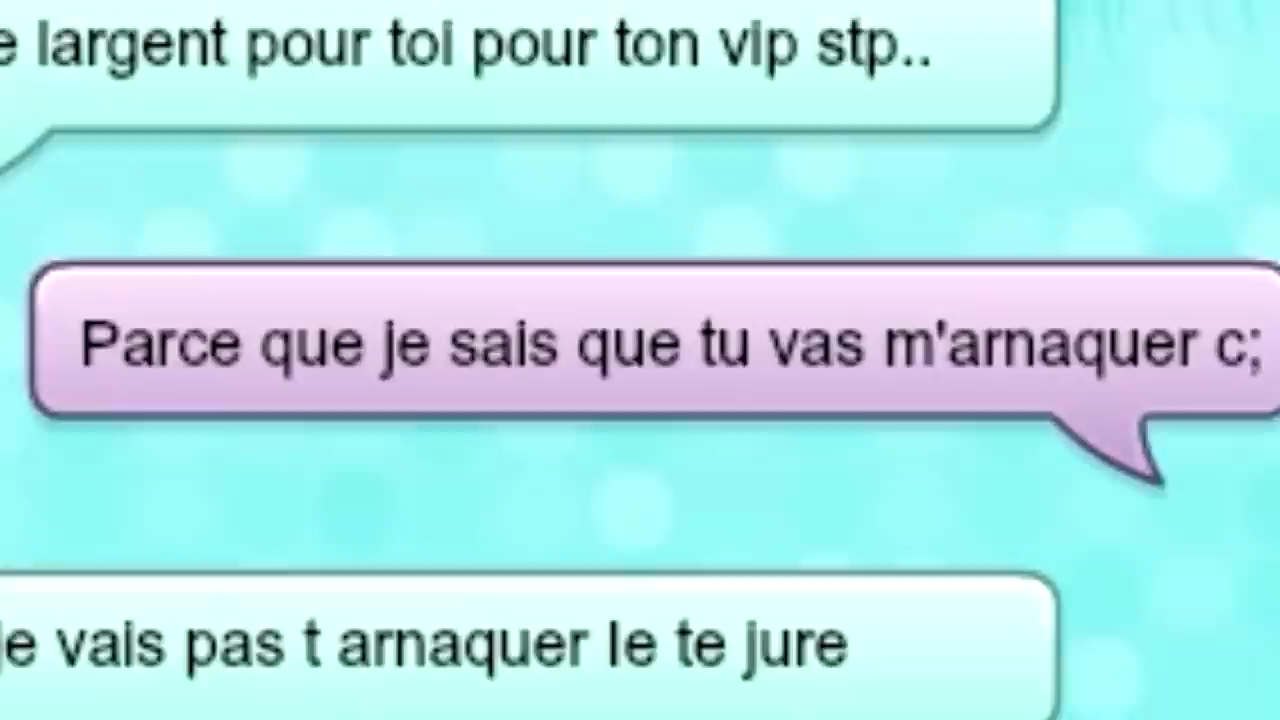 e largent pour toi pour ton vip stp..
Parce que je sais que tu vas m'arnaquer c;
je vais pas t arnaquer le te jure